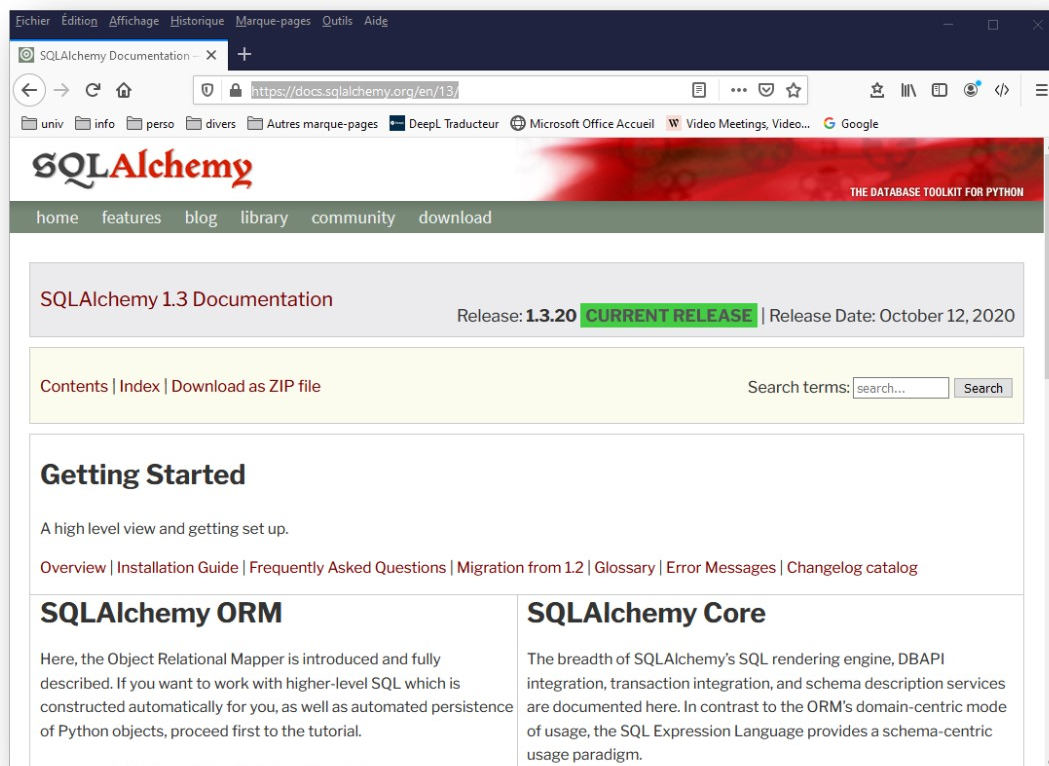 Fichier Édition Affichage Historique Marque-pages Outils Aide
SQLAlchemy Documentation —
https://docs.sqlalchemy.org/en/13/
univ info perso divers Autres marque-pages DeepL Traducteur Microsoft Office Accueil W Video Meetings, Video... G Google
SQLAlchemy
THE DATABASE TOOLKIT FOR PYTHON
home features blog library community download
SQLAlchemy 1.3 Documentation
Release: 1.3.20 CURRENT RELEASE | Release Date: October 12, 2020
Contents | Index | Download as ZIP file
Search terms: search... Search
Getting Started
A high level view and getting set up.
Overview | Installation Guide | Frequently Asked Questions | Migration from 1.2 | Glossary | Error Messages | Changelog catalog
SQLAlchemy ORM
Here, the Object Relational Mapper is introduced and fully
described. If you want to work with higher-level SQL which is
constructed automatically for you, as well as automated persistence
of Python objects, proceed first to the tutorial.
SQLAlchemy Core
The breadth of SQLAlchemy’s SQL rendering engine, DBAPI
integration, transaction integration, and schema description services
are documented here. In contrast to the ORM’s domain-centric mode
of usage, the SQL Expression Language provides a schema-centric
usage paradigm.